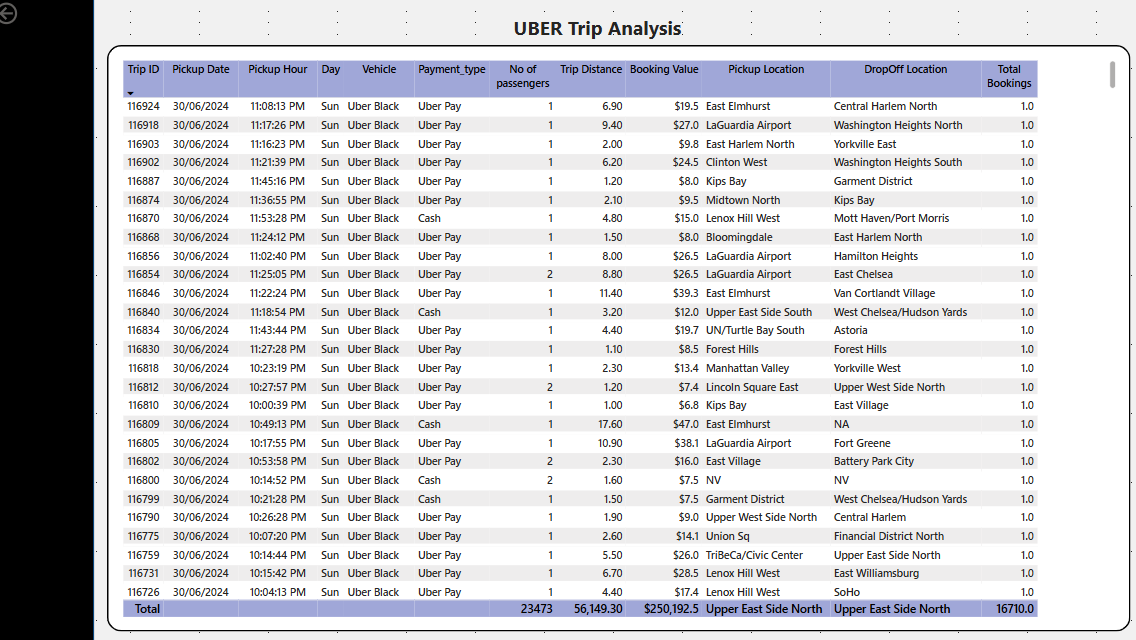 UBER Trip Analysis
Trip ID Pickup Date Pickup Hour Day Vehicle Payment_type No of passengers Trip Distance Booking Value Pickup Location DropOff Location Total Bookings
116924 30/06/2024 11:08:13 PM Sun Uber Black Uber Pay 1 6.90 $19.5 East Elmhurst Central Harlem North 1.0
116918 30/06/2024 11:17:26 PM Sun Uber Black Uber Pay 1 9.40 $27.0 LaGuardia Airport Washington Heights North 1.0
116903 30/06/2024 11:16:23 PM Sun Uber Black Uber Pay 1 2.00 $9.8 East Harlem North Yorkville East 1.0
116902 30/06/2024 11:21:39 PM Sun Uber Black Uber Pay 1 6.20 $24.5 Clinton West Washington Heights South 1.0
116887 30/06/2024 11:45:16 PM Sun Uber Black Uber Pay 1 1.20 $8.0 Kips Bay Garment District 1.0
116874 30/06/2024 11:36:55 PM Sun Uber Black Uber Pay 1 2.10 $9.5 Midtown North Kips Bay 1.0
116870 30/06/2024 11:53:28 PM Sun Uber Black Cash 1 4.80 $15.0 Lenox Hill West Mott Haven/Port Morris 1.0
116868 30/06/2024 11:24:12 PM Sun Uber Black Uber Pay 1 1.50 $8.0 Bloomingdale East Harlem North 1.0
116856 30/06/2024 11:02:40 PM Sun Uber Black Uber Pay 1 8.00 $26.5 LaGuardia Airport Hamilton Heights 1.0
116854 30/06/2024 11:25:05 PM Sun Uber Black Uber Pay 2 8.80 $26.5 LaGuardia Airport East Chelsea 1.0
116846 30/06/2024 11:22:24 PM Sun Uber Black Uber Pay 1 11.40 $39.3 East Elmhurst Van Cortlandt Village 1.0
116840 30/06/2024 11:18:54 PM Sun Uber Black Cash 1 3.20 $12.0 Upper East Side South West Chelsea/Hudson Yards 1.0
116834 30/06/2024 11:43:44 PM Sun Uber Black Uber Pay 1 4.40 $19.7 UN/Turtle Bay South Astoria 1.0
116830 30/06/2024 11:27:28 PM Sun Uber Black Uber Pay 1 1.10 $8.5 Forest Hills Forest Hills 1.0
116818 30/06/2024 10:23:19 PM Sun Uber Black Uber Pay 1 2.30 $13.4 Manhattan Valley Yorkville West 1.0
116812 30/06/2024 10:27:57 PM Sun Uber Black Uber Pay 2 1.20 $7.4 Lincoln Square East Upper West Side North 1.0
116810 30/06/2024 10:00:39 PM Sun Uber Black Uber Pay 1 1.00 $6.8 Kips Bay East Village 1.0
116809 30/06/2024 10:49:13 PM Sun Uber Black Cash 1 17.60 $47.0 East Elmhurst NA 1.0
116805 30/06/2024 10:17:55 PM Sun Uber Black Uber Pay 1 10.90 $38.1 LaGuardia Airport Fort Greene 1.0
116802 30/06/2024 10:53:58 PM Sun Uber Black Uber Pay 2 2.30 $16.0 East Village Battery Park City 1.0
116800 30/06/2024 10:14:52 PM Sun Uber Black Cash 2 1.60 $7.5 NV NV 1.0
116799 30/06/2024 10:21:28 PM Sun Uber Black Cash 1 1.50 $7.5 Garment District West Chelsea/Hudson Yards 1.0
116790 30/06/2024 10:26:28 PM Sun Uber Black Uber Pay 1 1.90 $9.0 Upper West Side North Central Harlem 1.0
116775 30/06/2024 10:07:20 PM Sun Uber Black Uber Pay 1 2.60 $14.1 Union Sq Financial District North 1.0
116759 30/06/2024 10:14:44 PM Sun Uber Black Uber Pay 1 5.50 $26.0 TriBeCa/Civic Center Upper East Side North 1.0
116731 30/06/2024 10:15:42 PM Sun Uber Black Uber Pay 1 6.70 $28.5 Lenox Hill West East Williamsburg 1.0
116726 30/06/2024 10:04:13 PM Sun Uber Black Uber Pay 1 4.40 $17.4 Lenox Hill West SoHo 1.0
Total 23473 56,149.30 $250,192.5 Upper East Side North Upper East Side North 16710.0